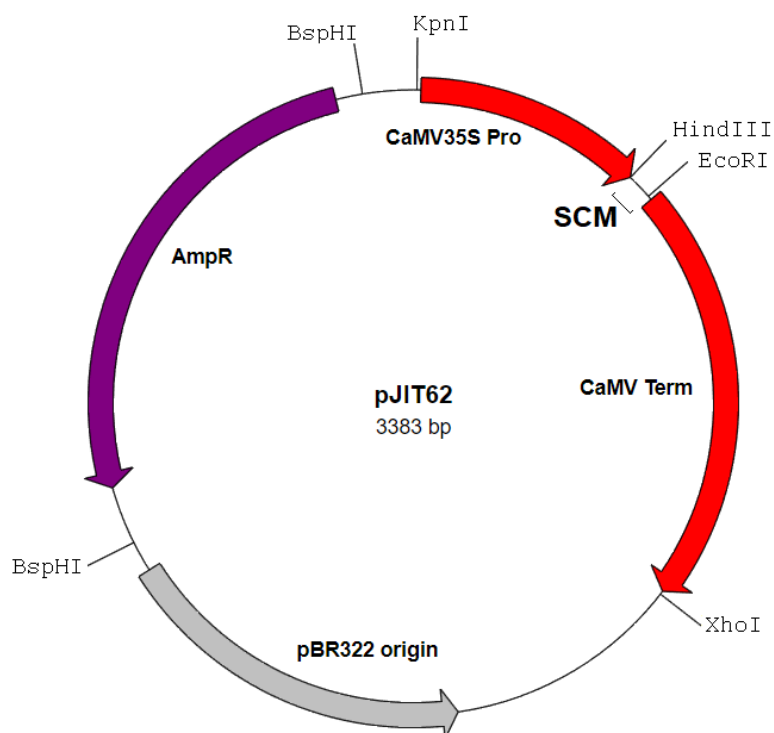 BspHI
KpnI
CaMV35S Pro
HindIII
EcoRI
SCM
AmpR
pJIT62
3383 bp
CaMV Term
BspHI
pBR322 origin
XhoI